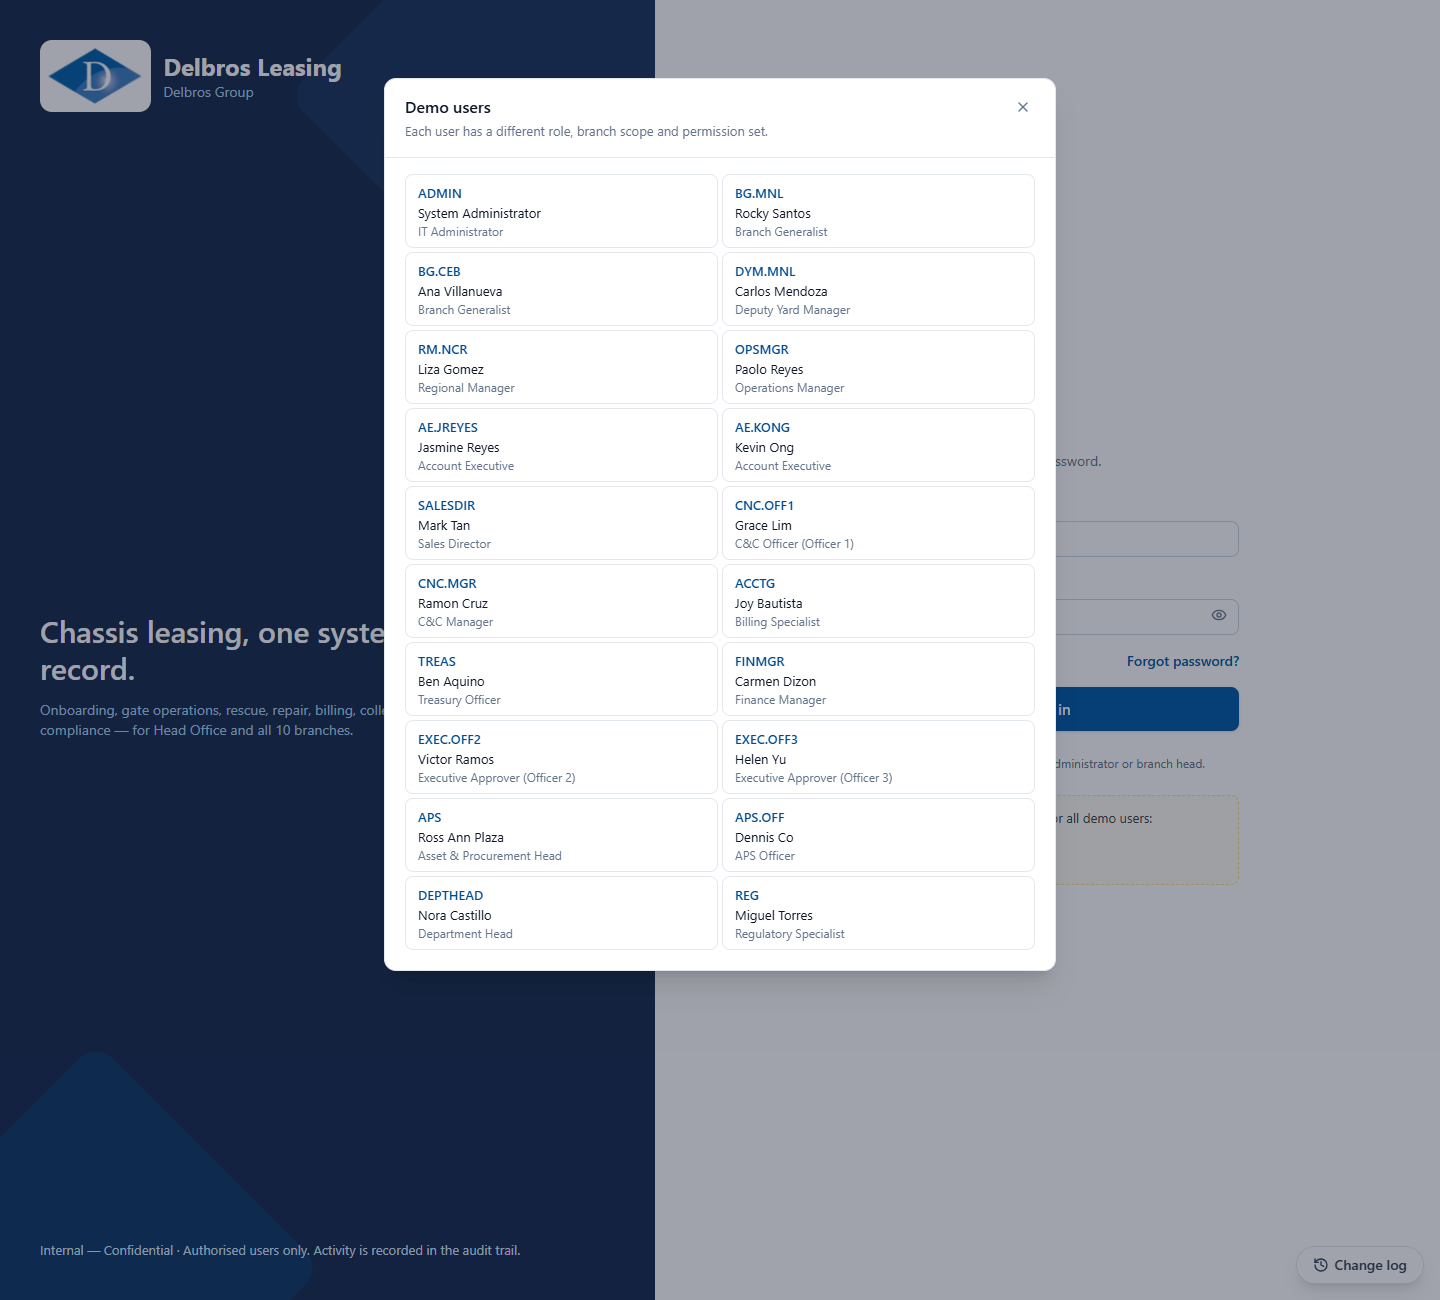 D
Delbros Leasing
Delbros Group
Chassis leasing, one syste
record.
Onboarding, gate operations, rescue, repair, billing, colle
compliance — for Head Office and all 10 branches.
Internal — Confidential · Authorised users only. Activity is recorded in the audit trail.
Demo users
Each user has a different role, branch scope and permission set.
ADMIN
System Administrator
IT Administrator
BG.MNL
Rocky Santos
Branch Generalist
BG.CEB
Ana Villanueva
Branch Generalist
DYM.MNL
Carlos Mendoza
Deputy Yard Manager
RM.NCR
Liza Gomez
Regional Manager
OPSMGR
Paolo Reyes
Operations Manager
AE.JREYES
Jasmine Reyes
Account Executive
AE.KONG
Kevin Ong
Account Executive
SALESDIR
Mark Tan
Sales Director
CNC.OFF1
Grace Lim
C&C Officer (Officer 1)
CNC.MGR
Ramon Cruz
C&C Manager
ACCTG
Joy Bautista
Billing Specialist
TREAS
Ben Aquino
Treasury Officer
FINMGR
Carmen Dizon
Finance Manager
EXEC.OFF2
Victor Ramos
Executive Approver (Officer 2)
EXEC.OFF3
Helen Yu
Executive Approver (Officer 3)
APS
Ross Ann Plaza
Asset & Procurement Head
APS.OFF
Dennis Co
APS Officer
DEPTHEAD
Nora Castillo
Department Head
REG
Miguel Torres
Regulatory Specialist
ssword.
Forgot password?
in
dministrator or branch head.
or all demo users:
Change log